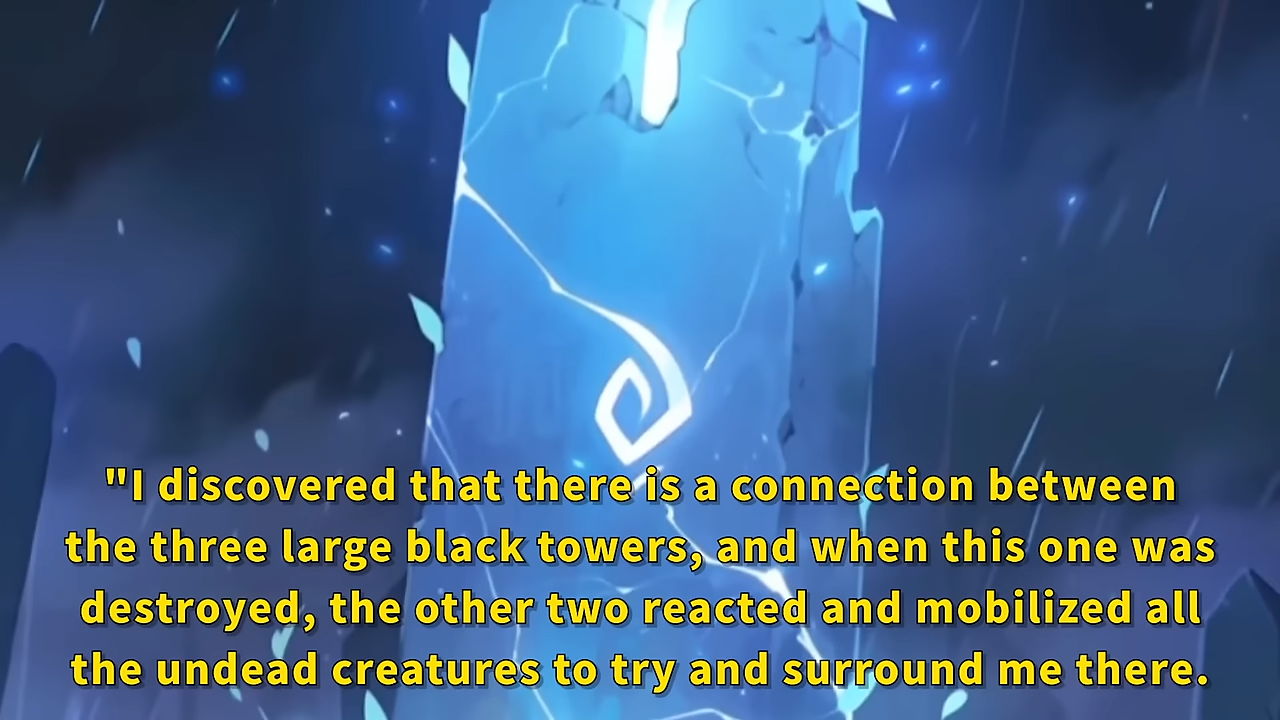 "I discovered that there is a connection between
the three large black towers, and when this one was
destroyed, the other two reacted and mobilized all
the undead creatures to try and surround me there.